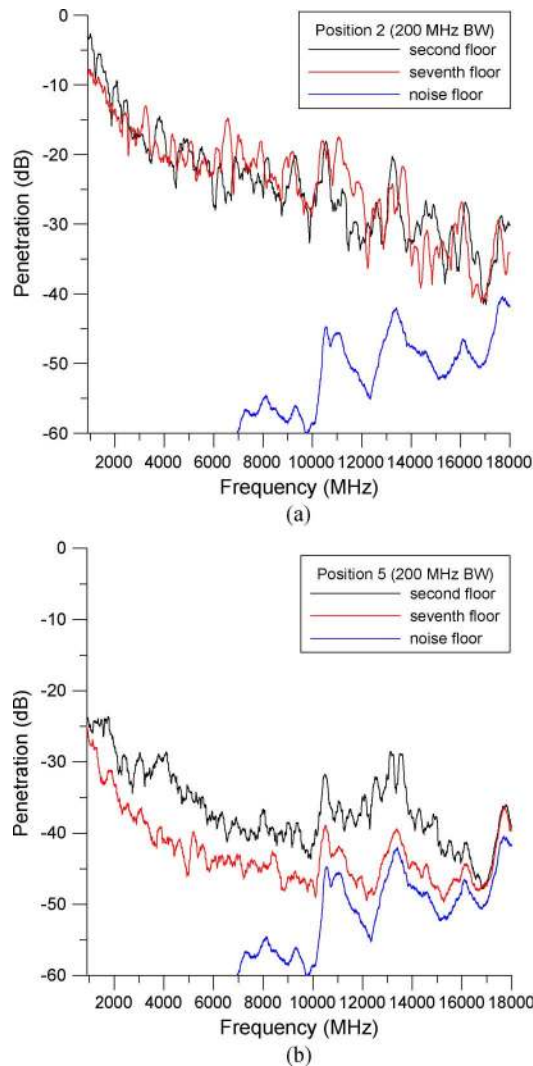 Position 2 (200 MHz BW)
second floor
seventh floor
noise floor
Penetration (dB)
0
-10
-20
-30
-40
-50
-60
2000 4000 6000 8000 10000 12000 14000 16000 18000
Frequency (MHz)
(a)
Position 5 (200 MHz BW)
second floor
seventh floor
noise floor
Penetration (dB)
0
-10
-20
-30
-40
-50
-60
2000 4000 6000 8000 10000 12000 14000 16000 18000
Frequency (MHz)
(b)